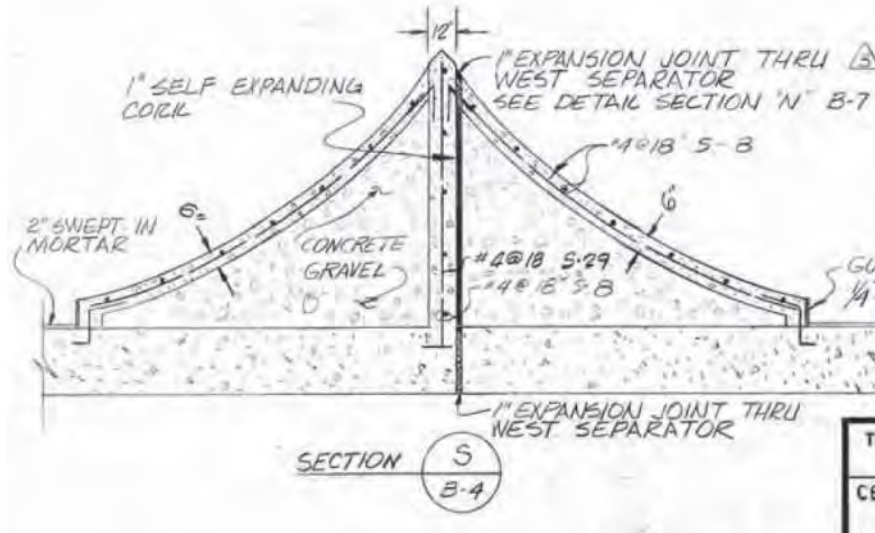 12"
1" EXPANSION JOINT THRU
WEST SEPARATOR
SEE DETAIL SECTION "N" B-7
1" SELF EXPANDING
CORK
#4@18" S-8
6"
6"
2" SWEPT IN
MORTAR
CONCRETE
GRAVEL
#4@18 S-29
#4@18" S-8
1/4
1" EXPANSION JOINT THRU
WEST SEPARATOR
SECTION
S
B-4